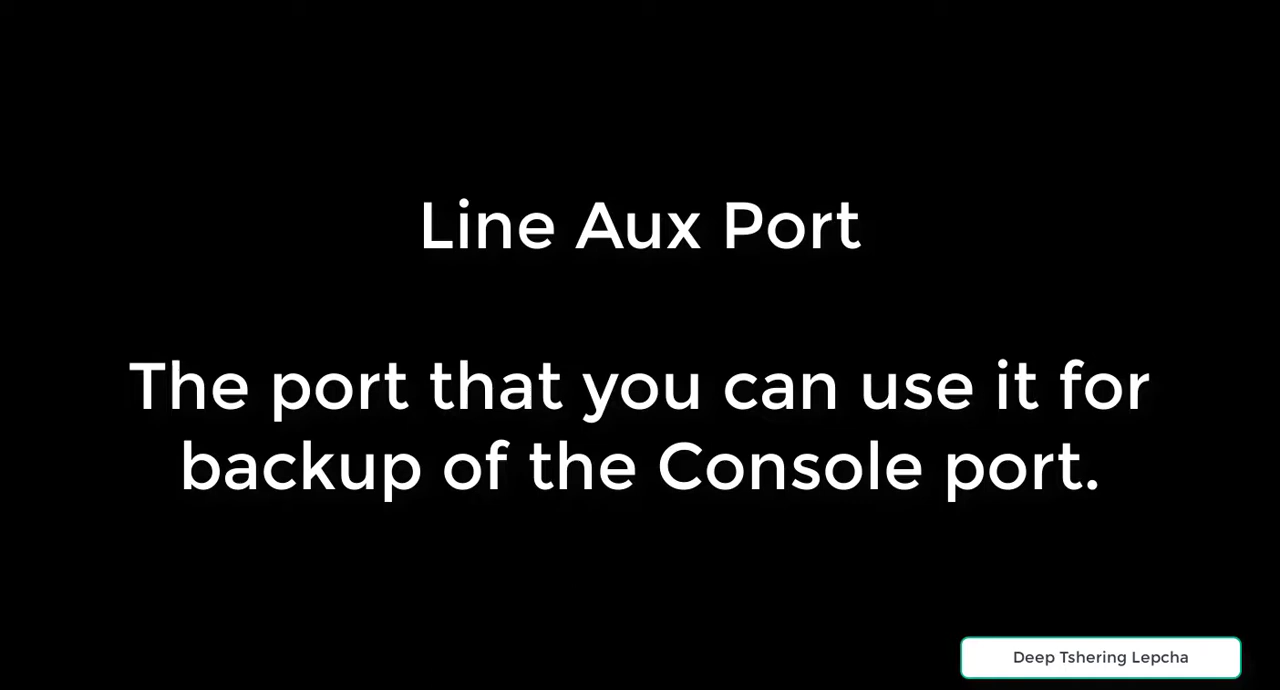 Line Aux Port
The port that you can use it for
backup of the Console port.
Deep Tshering Lepcha